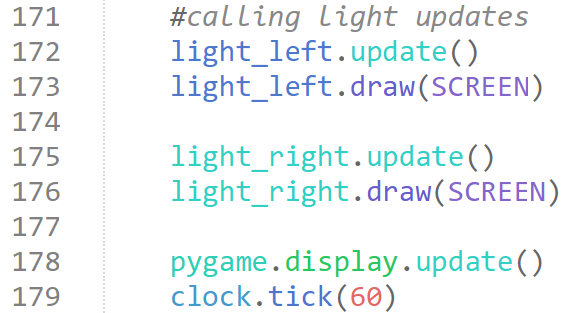 171 #calling light updates
172 light_left.update()
173 light_left.draw(SCREEN)
174
175 light_right.update()
176 light_right.draw(SCREEN)
177
178 pygame.display.update()
179 clock.tick(60)